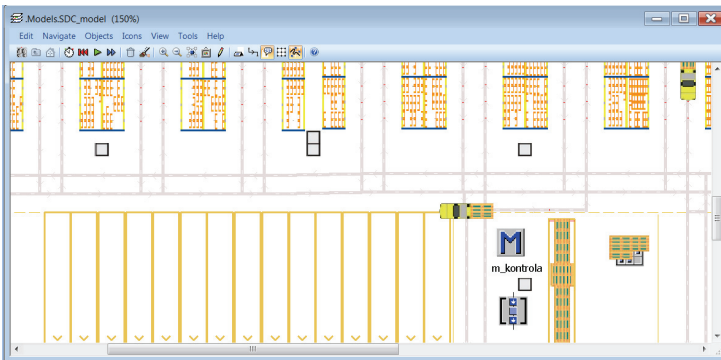 .Models.SDC_model (150%)
Edit Navigate Objects Icons View Tools Help
M
m_kontrola